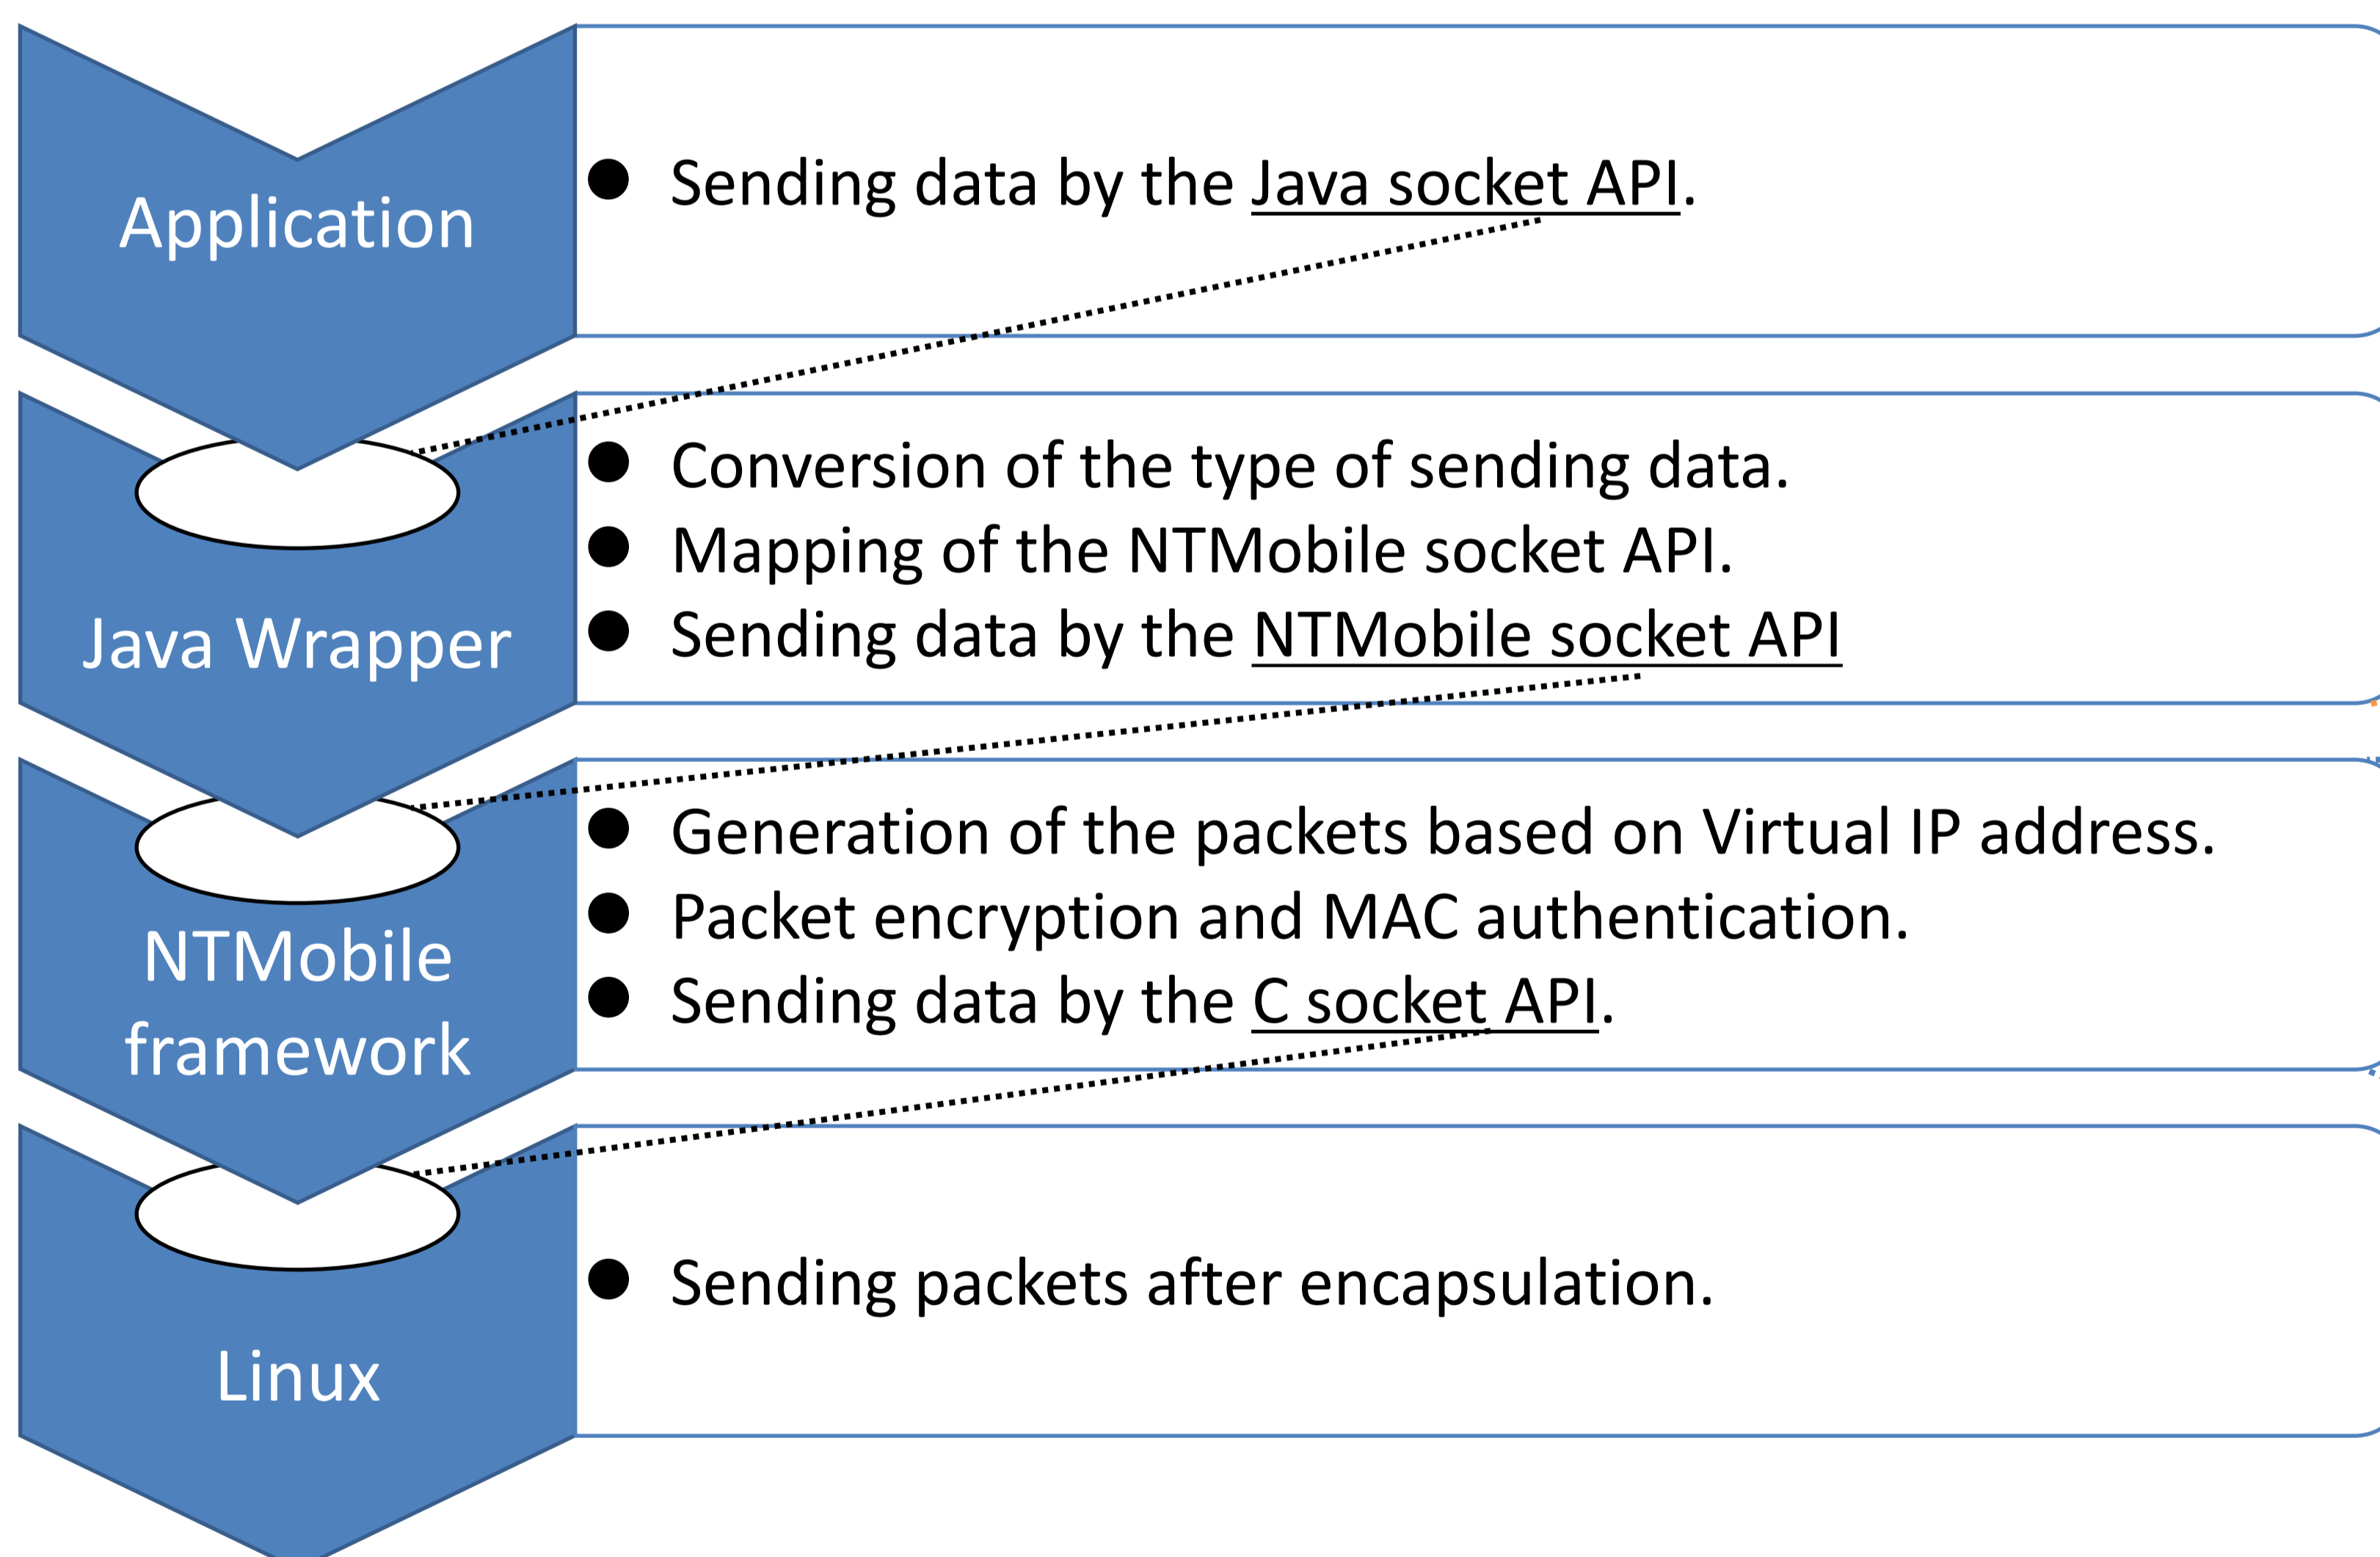 Application
● Sending data by the Java socket API.
Java Wrapper
● Conversion of the type of sending data.
● Mapping of the NTMobile socket API.
● Sending data by the NTMobile socket API
NTMobile
framework
● Generation of the packets based on Virtual IP address.
● Packet encryption and MAC authentication.
● Sending data by the C socket API.
Linux
● Sending packets after encapsulation.